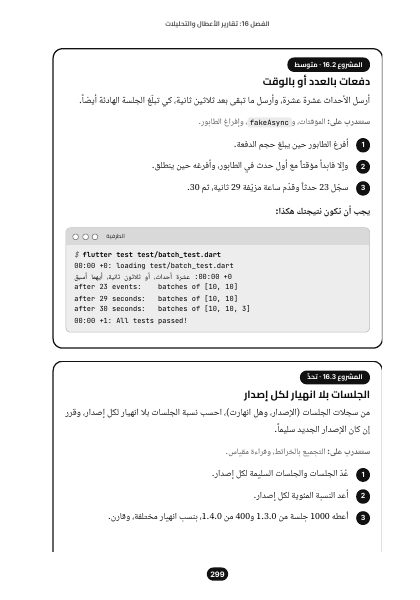 الفصل 16: تقارير الأعطال والتحليلات
المشروع 16.2 · متوسط
دفعات بالعدد أو بالوقت
أرسل الأحداث عشرة عشرة، وأرسل ما تبقى بعد ثلاثين ثانية، كي تبلّغ الجلسة الهادئة أيضاً.
ستتدرب على: المؤقتات، و fakeAsync، وإفراغ الطابور.
1 أفرغ الطابور حين يبلغ حجم الدفعة.
2 وإلا فابدأ مؤقتاً مع أول حدث في الطابور، وأفرغه حين ينطلق.
3 سجّل 23 حدثاً وقدّم ساعة مزيّفة 29 ثانية، ثم 30.
يجب أن تكون نتيجتك هكذا:
الطرفية
$ flutter test test/batch_test.dart
00:00 +0: loading test/batch_test.dart
00:00 +0: عشرة أحداث، أو ثلاثون ثانية، أيهما أسبق
after 23 events: batches of [10, 10]
after 29 seconds: batches of [10, 10]
after 30 seconds: batches of [10, 10, 3]
00:00 +1: All tests passed!
المشروع 16.3 · تحدٍّ
الجلسات بلا انهيار لكل إصدار
من سجلات الجلسات (الإصدار، وهل انهارت)، احسب نسبة الجلسات بلا انهيار لكل إصدار، وقرر
إن كان الإصدار الجديد سليماً.
ستتدرب على: التجميع بالخرائط، وقراءة مقياس.
1 عُدّ الجلسات والجلسات السليمة لكل إصدار.
2 أعد النسبة المئوية لكل إصدار.
3 أعطه 1000 جلسة من 1.3.0 و400 من 1.4.0، بنسب انهيار مختلفة، وقارن.
299